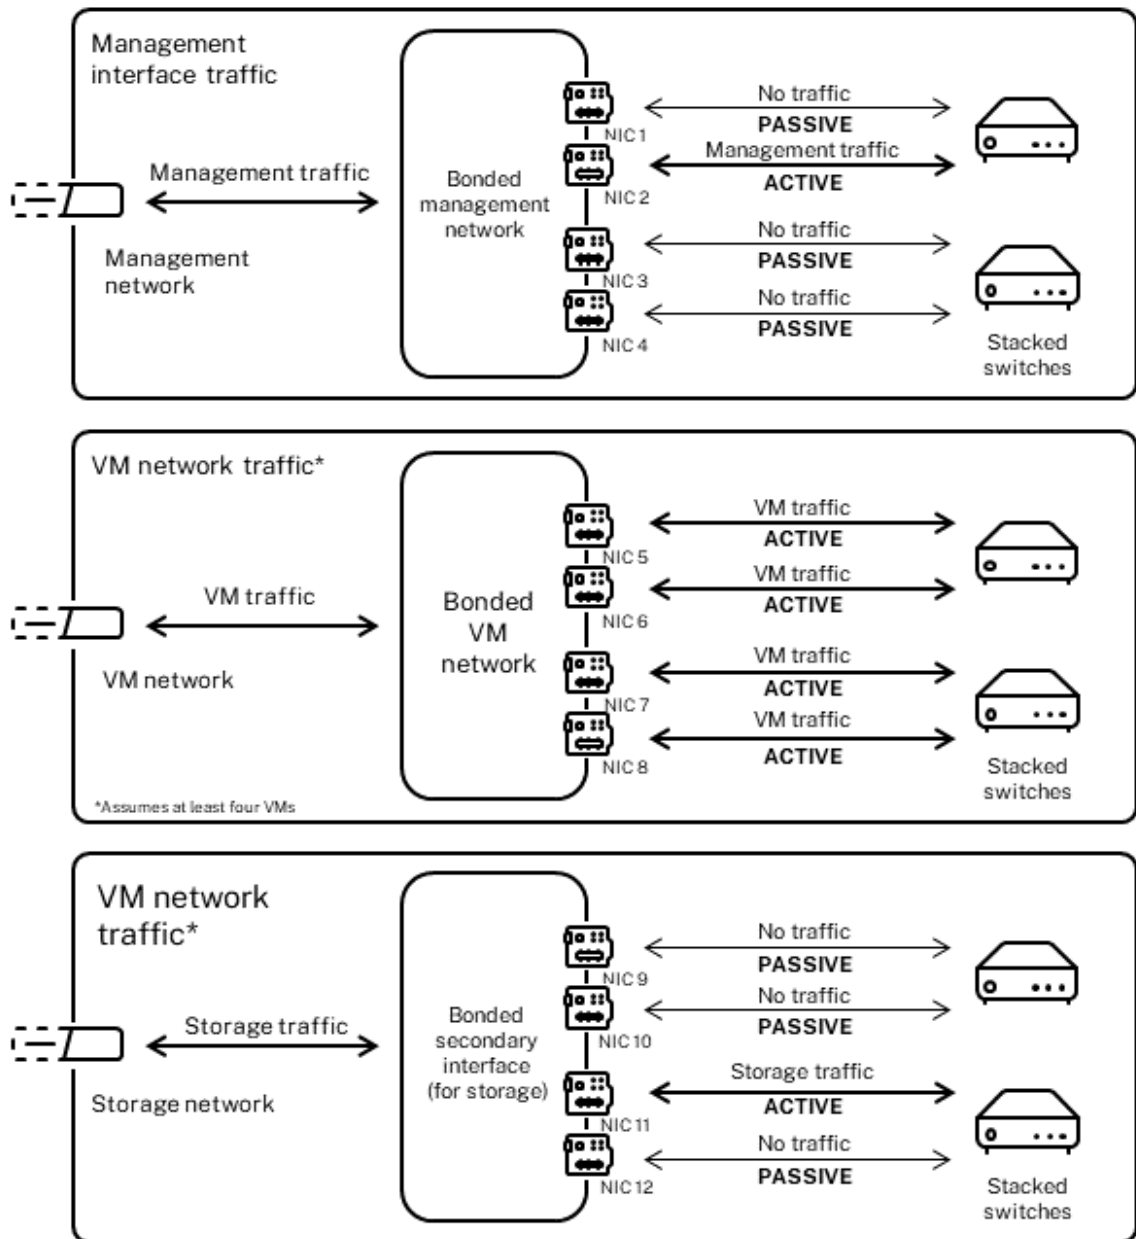 Management
interface traffic
No traffic
PASSIVE
NIC 1
Management traffic
ACTIVE
NIC 2
Management traffic
Bonded
management
network
Management
network
No traffic
PASSIVE
NIC 3
No traffic
PASSIVE
NIC 4
Stacked
switches
VM network traffic*
VM traffic
ACTIVE
NIC 5
VM traffic
ACTIVE
NIC 6
VM traffic
Bonded
VM
network
VM network
VM traffic
ACTIVE
NIC 7
VM traffic
ACTIVE
NIC 8
Stacked
switches
*Assumes at least four VMs
VM network
traffic*
No traffic
PASSIVE
NIC 9
No traffic
PASSIVE
NIC 10
Storage traffic
Bonded
secondary
interface
(for storage)
Storage network
Storage traffic
ACTIVE
NIC 11
No traffic
PASSIVE
NIC 12
Stacked
switches